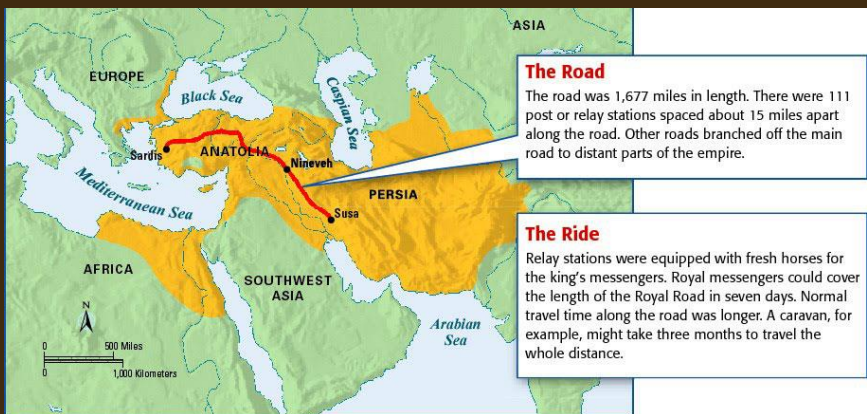 ASIA
EUROPE
Black Sea
Caspian Sea
Sardis
ANATOLIA
Nineveh
Mediterranean Sea
PERSIA
Susa
AFRICA
SOUTHWEST
ASIA
Arabian
Sea
N
0 500 Miles
0 1,000 Kilometers
The Road
The road was 1,677 miles in length. There were 111
post or relay stations spaced about 15 miles apart
along the road. Other roads branched off the main
road to distant parts of the empire.
The Ride
Relay stations were equipped with fresh horses for
the king's messengers. Royal messengers could cover
the length of the Royal Road in seven days. Normal
travel time along the road was longer. A caravan, for
example, might take three months to travel the
whole distance.